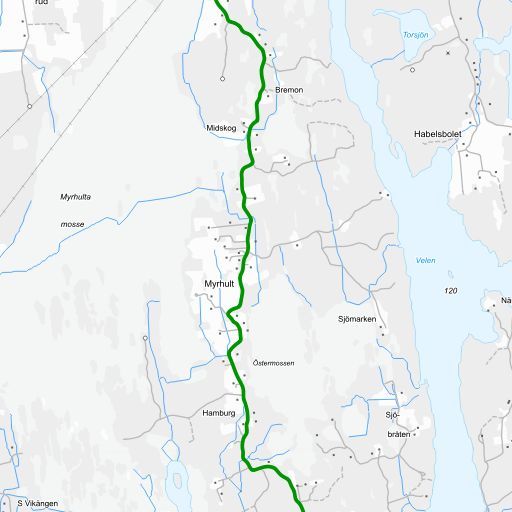 rud
Torsjön
Bremon
Midskog
Habelsbolet
Myrhulta
mosse
Velen
Myrhult
120
Nä
Sjömarken
Östermossen
Hamburg
Sjö-
bråten
S Vikängen